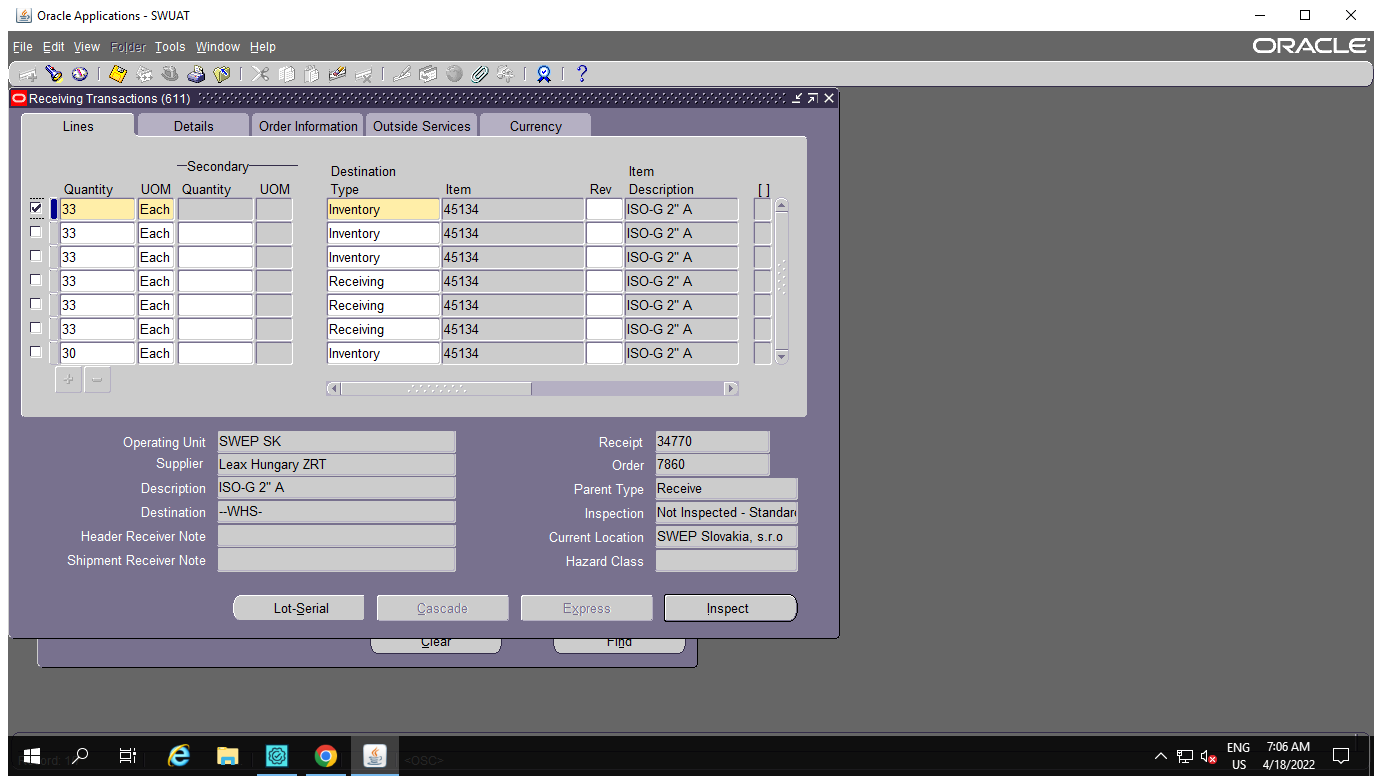 Oracle Applications - SWUAT
File Edit View Folder Tools Window Help
ORACLE
Receiving Transactions (611)
Lines Details Order Information Outside Services Currency
Secondary
Destination Item
Quantity UOM Quantity UOM Type Item Rev Description [ ]
33 Each Inventory 45134 ISO-G 2" A
33 Each Inventory 45134 ISO-G 2" A
33 Each Inventory 45134 ISO-G 2" A
33 Each Receiving 45134 ISO-G 2" A
33 Each Receiving 45134 ISO-G 2" A
33 Each Receiving 45134 ISO-G 2" A
30 Each Inventory 45134 ISO-G 2" A
Operating Unit SWEP SK Receipt 34770
Supplier Leax Hungary ZRT Order 7860
Description ISO-G 2" A Parent Type Receive
Destination --WHS- Inspection Not Inspected - Standard
Header Receiver Note Current Location SWEP Slovakia, s.r.o
Shipment Receiver Note Hazard Class
Lot-Serial Cascade Express Inspect
Clear Find
<OSC>
ENG 7:06 AM
US 4/18/2022